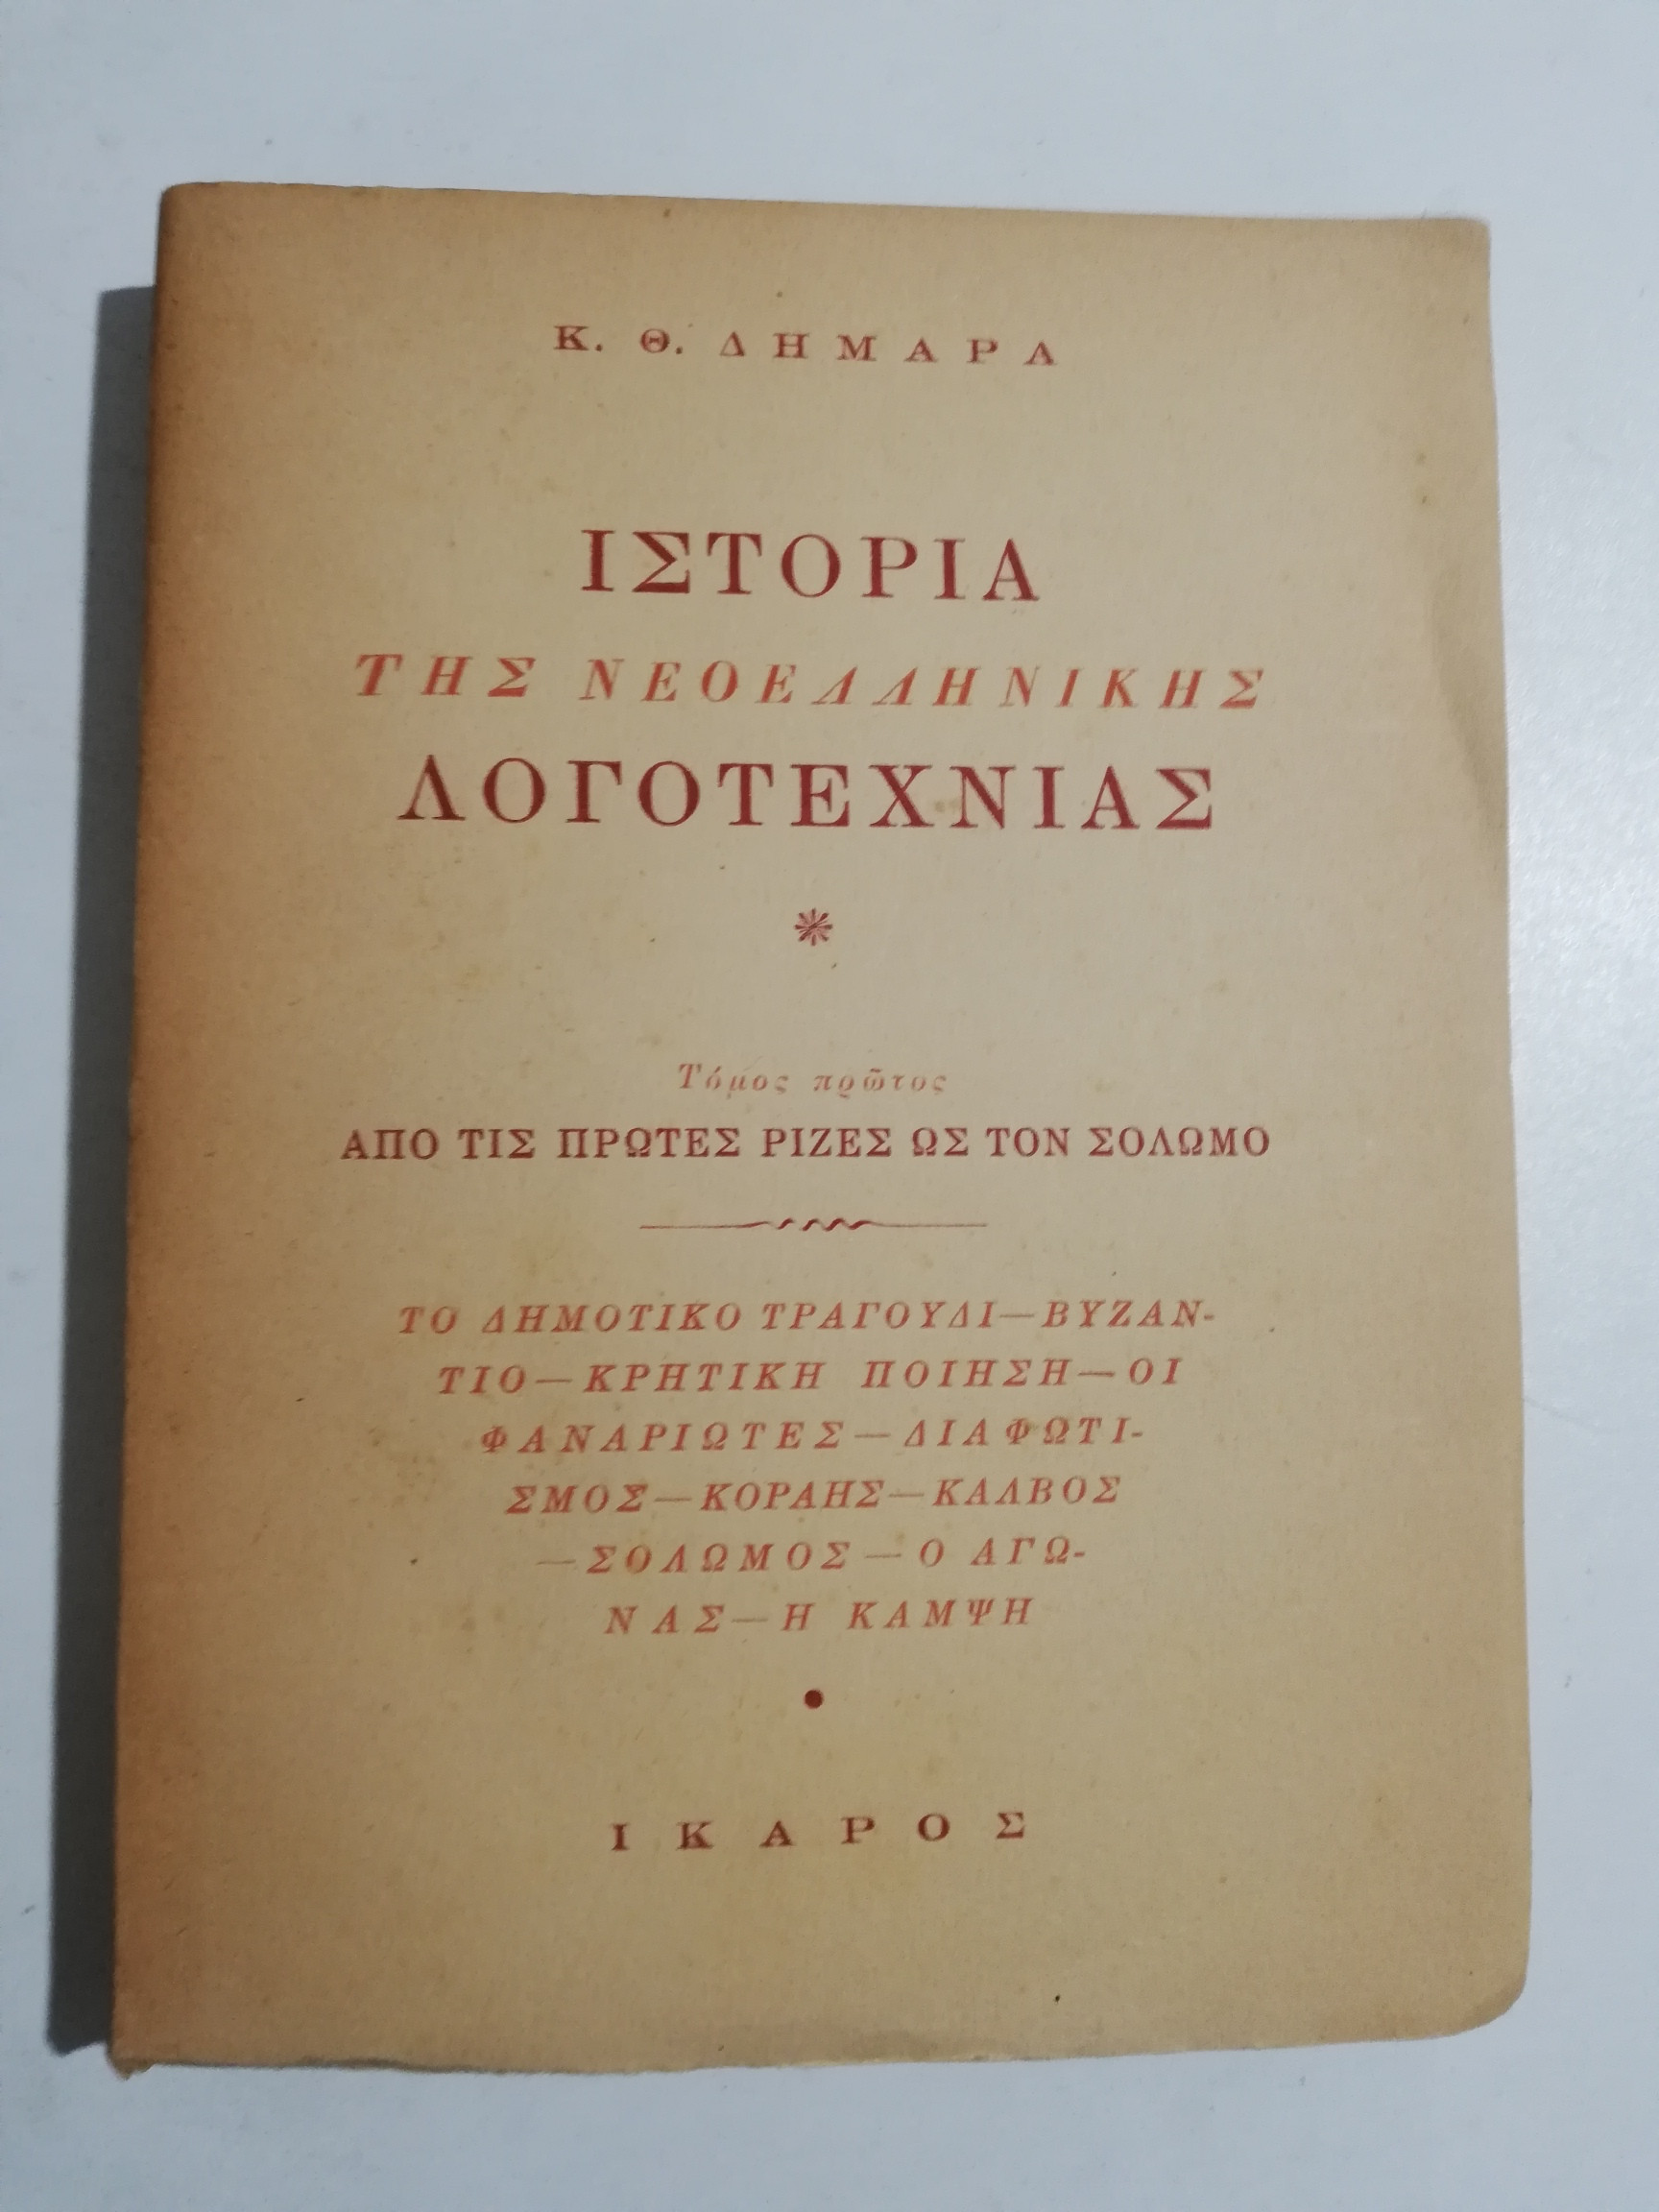 Κ. Θ. ΔΗΜΑΡΑ
ΙΣΤΟΡΙΑ
ΤΗΣ ΝΕΟΕΛΛΗΝΙΚΗΣ
ΛΟΓΟΤΕΧΝΙΑΣ
Τόμος πρῶτος
ΑΠΟ ΤΙΣ ΠΡΩΤΕΣ ΡΙΖΕΣ ΩΣ ΤΟΝ ΣΟΛΩΜΟ
ΤΟ ΔΗΜΟΤΙΚΟ ΤΡΑΓΟΥΔΙ—ΒΥΖΑΝ-
ΤΙΟ—ΚΡΗΤΙΚΗ ΠΟΙΗΣΗ—ΟΙ
ΦΑΝΑΡΙΩΤΕΣ—ΔΙΑΦΩΤΙ-
ΣΜΟΣ—ΚΟΡΑΗΣ—ΚΑΛΒΟΣ
—ΣΟΛΩΜΟΣ—Ο ΑΓΩ-
ΝΑΣ—Η ΚΑΜΨΗ
ΙΚΑΡΟΣ